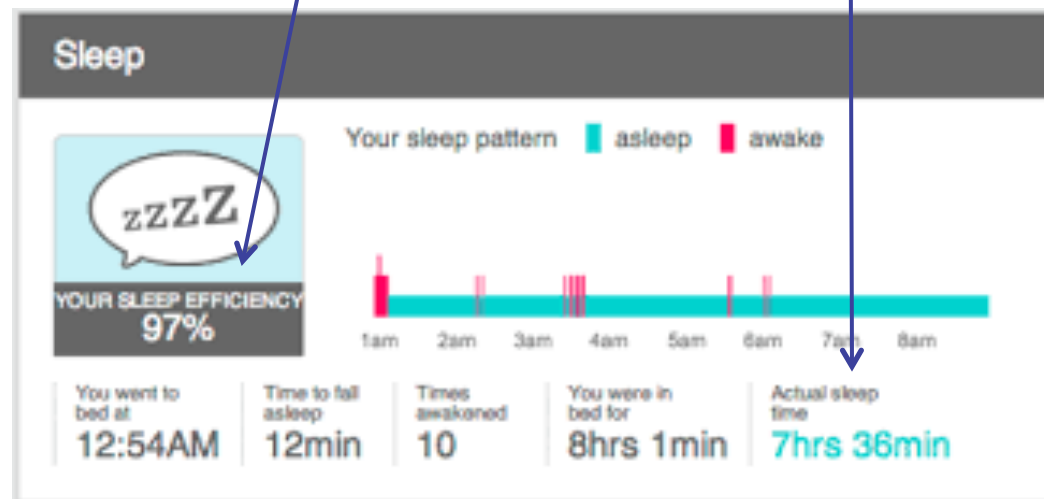 Sleep
Your sleep pattern asleep awake
zzzZ
YOUR SLEEP EFFICIENCY
97%
1am 2am 3am 4am 5am 6am 7am 8am
You went to
bed at
12:54AM
Time to fall
asleep
12min
Times
awakened
10
You were in
bed for
8hrs 1min
Actual sleep
time
7hrs 36min